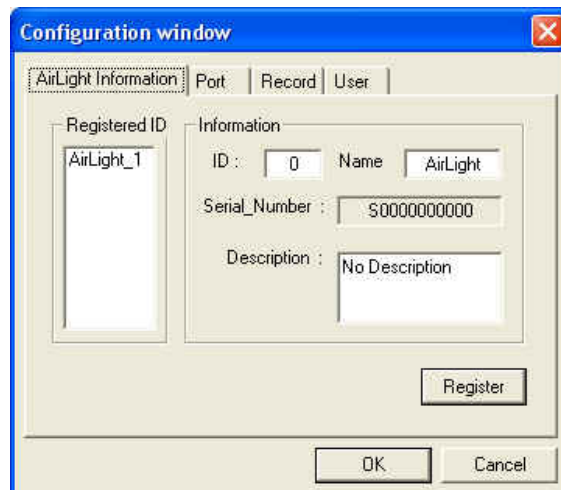 Configuration window
AirLight Information Port Record User
Registered ID
AirLight_1
Information
ID : 0 Name AirLight
Serial_Number : S0000000000
Description : No Description
Register
OK Cancel